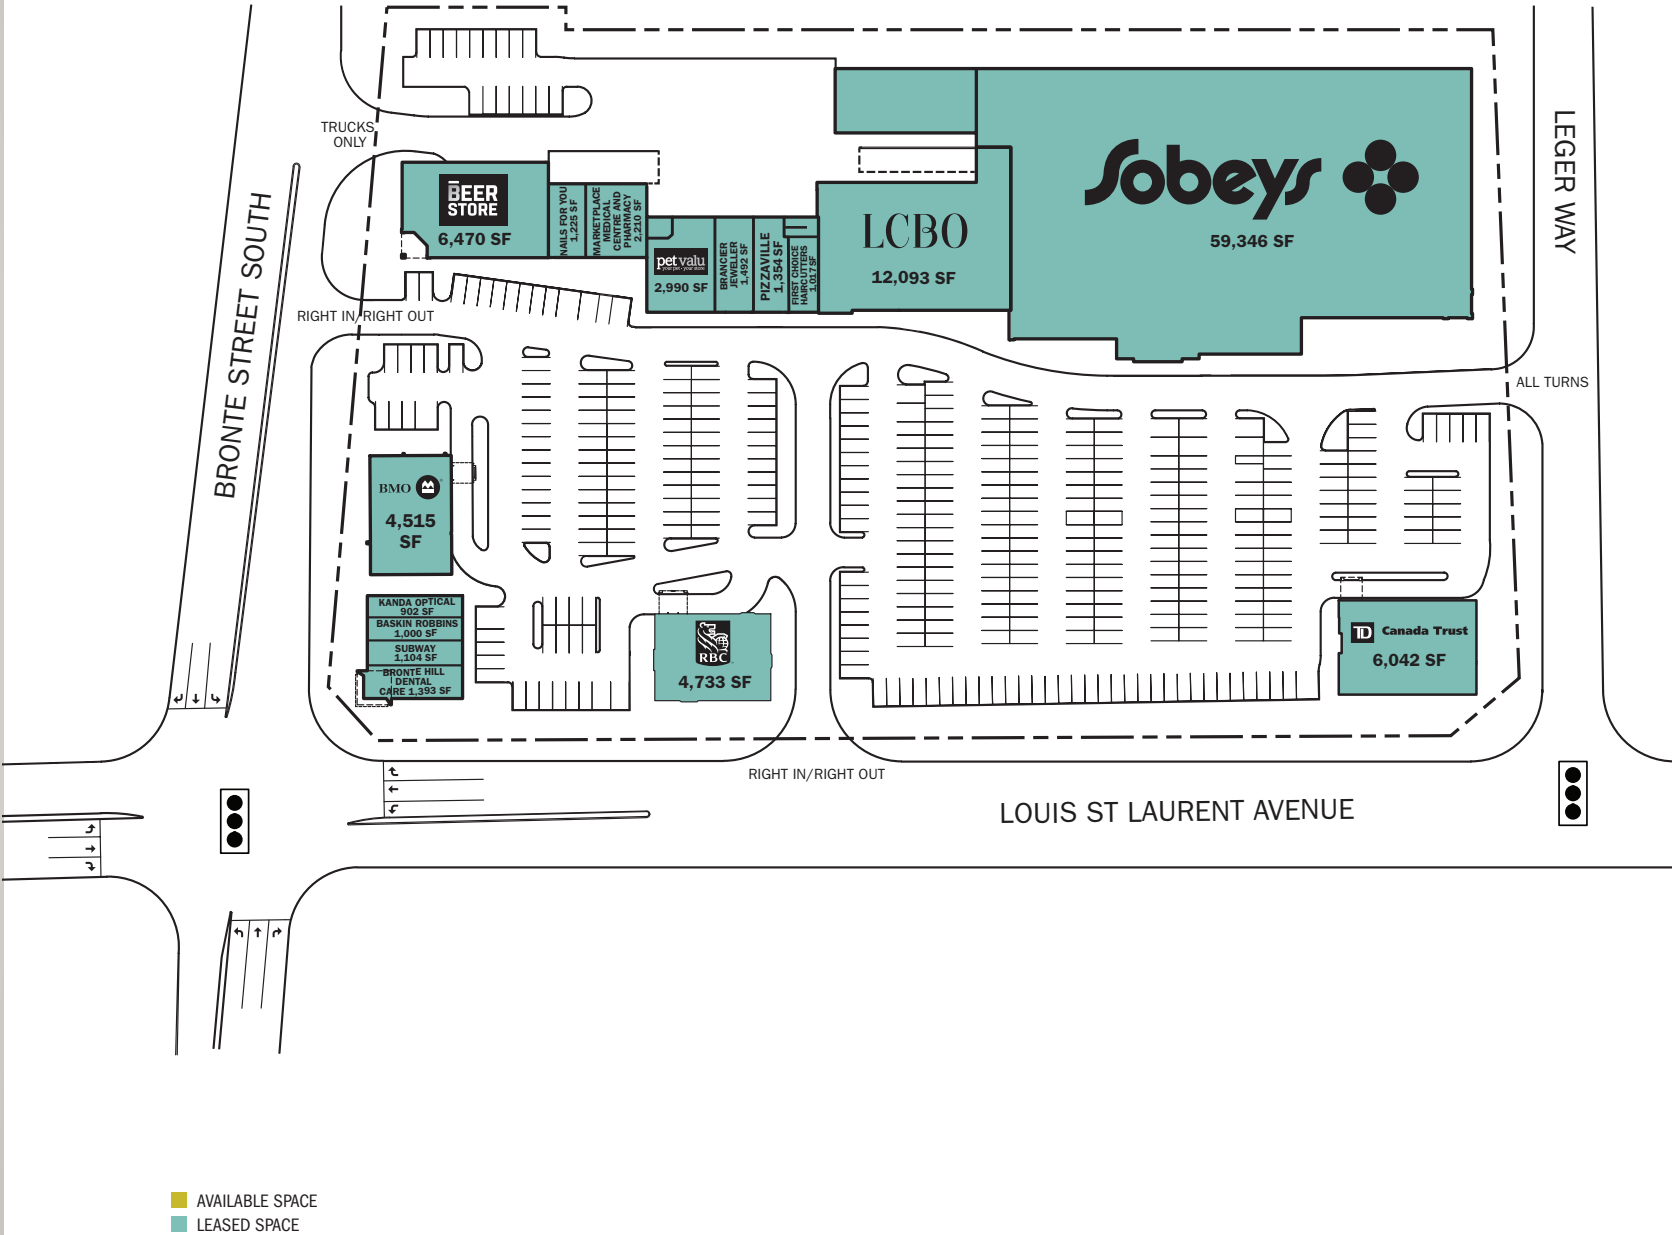 TRUCKS
ONLY
BEER
STORE
6,470 SF
NAILS FOR YOU
1,225 SF
MARKETPLACE
MEDICAL
CENTRE AND
PHARMACY
2,210 SF
petvalu
your pet · your store
2,990 SF
BRANCIER
JEWELLER
1,492 SF
PIZZAVILLE
1,354 SF
FIRST CHOICE
HAIRCUTTERS
1,017 SF
LCBO
12,093 SF
Sobeys
59,346 SF
LEGER WAY
BRONTE STREET SOUTH
RIGHT IN/RIGHT OUT
ALL TURNS
BMO
4,515
SF
KANDA OPTICAL
902 SF
BASKIN ROBBINS
1,000 SF
SUBWAY
1,104 SF
BRONTE HILL
DENTAL
CARE 1,393 SF
RBC
4,733 SF
TD Canada Trust
6,042 SF
RIGHT IN/RIGHT OUT
LOUIS ST LAURENT AVENUE
AVAILABLE SPACE
LEASED SPACE